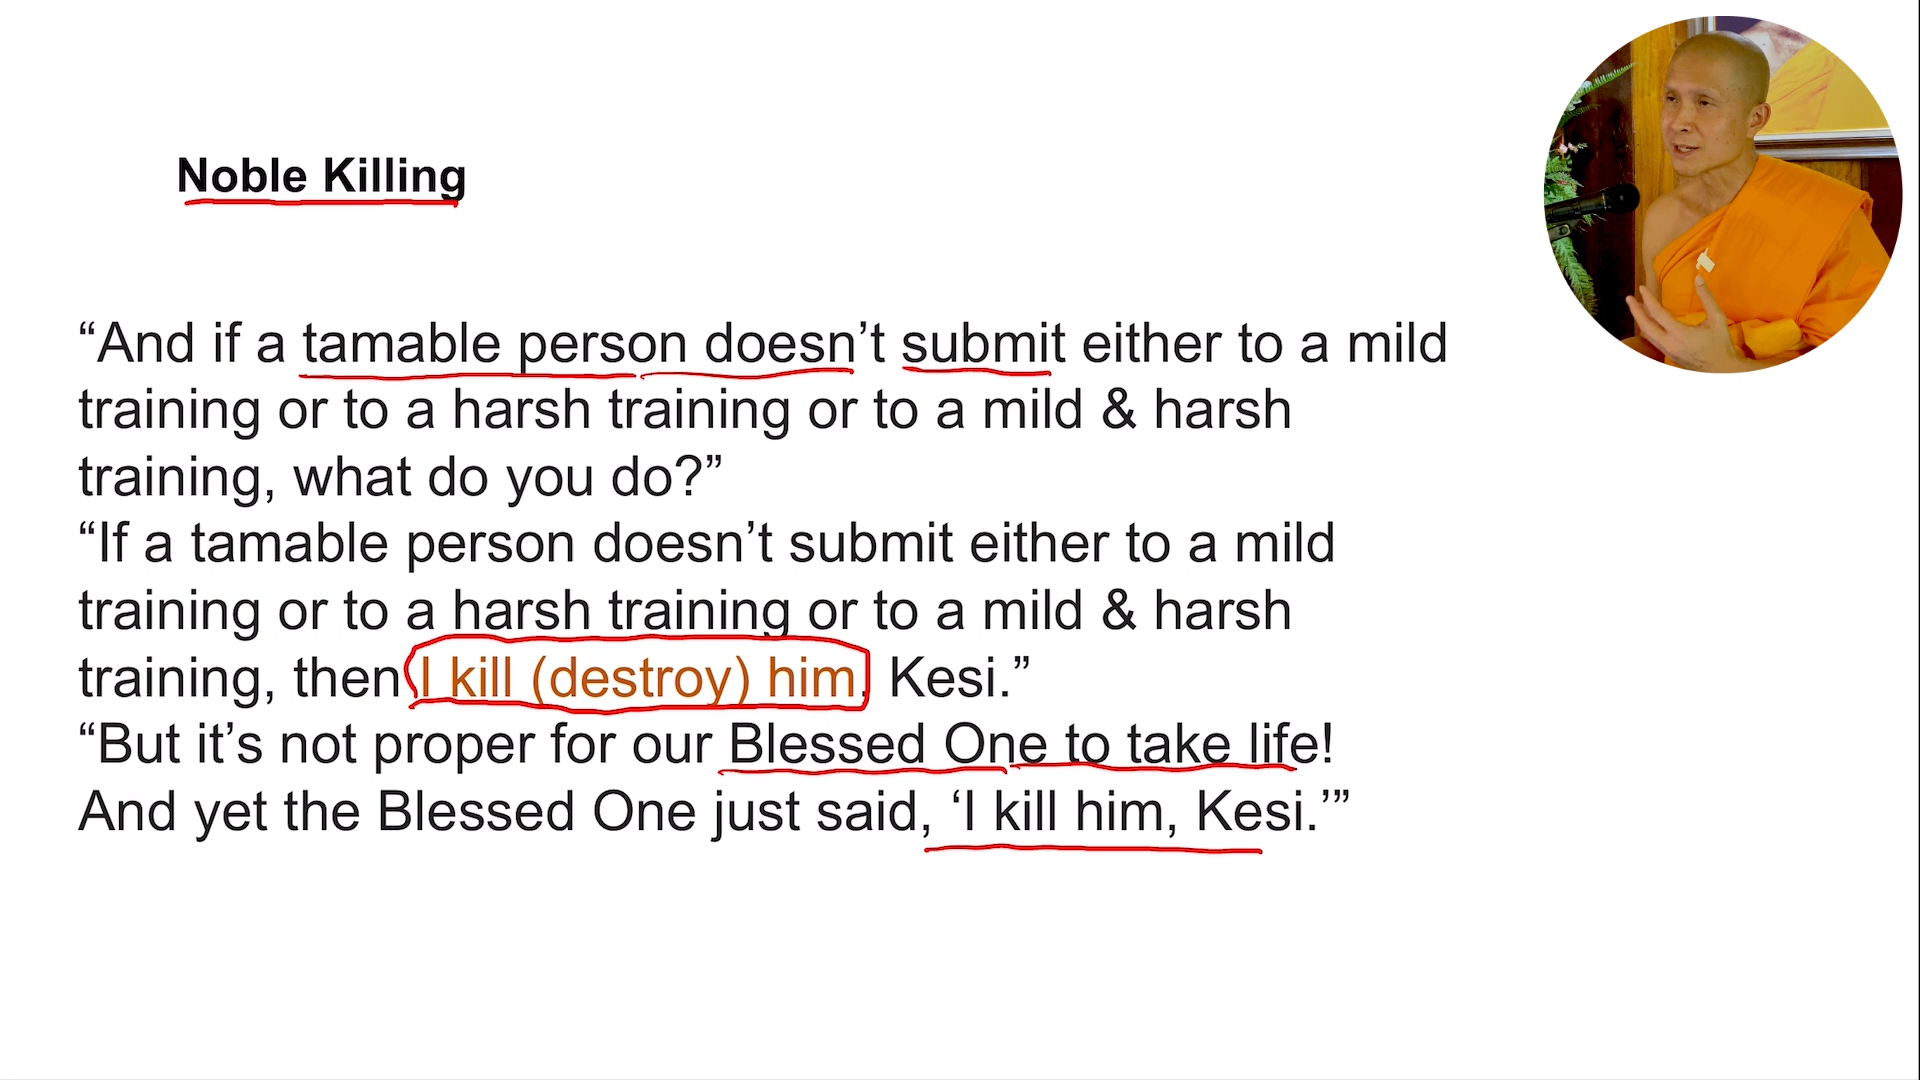 Noble Killing
“And if a tamable person doesn’t submit either to a mild
training or to a harsh training or to a mild & harsh
training, what do you do?”
“If a tamable person doesn’t submit either to a mild
training or to a harsh training or to a mild & harsh
training, then I kill (destroy) him, Kesi.”
“But it’s not proper for our Blessed One to take life!
And yet the Blessed One just said, ‘I kill him, Kesi.’”